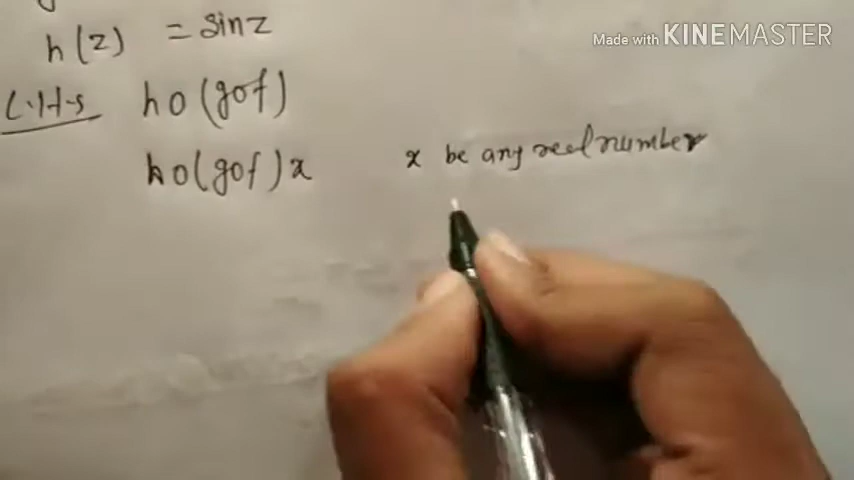 h(z) = sinz
Made with KINEMASTER
L.H.S ho(gof)
ho(gof)x x be any real number